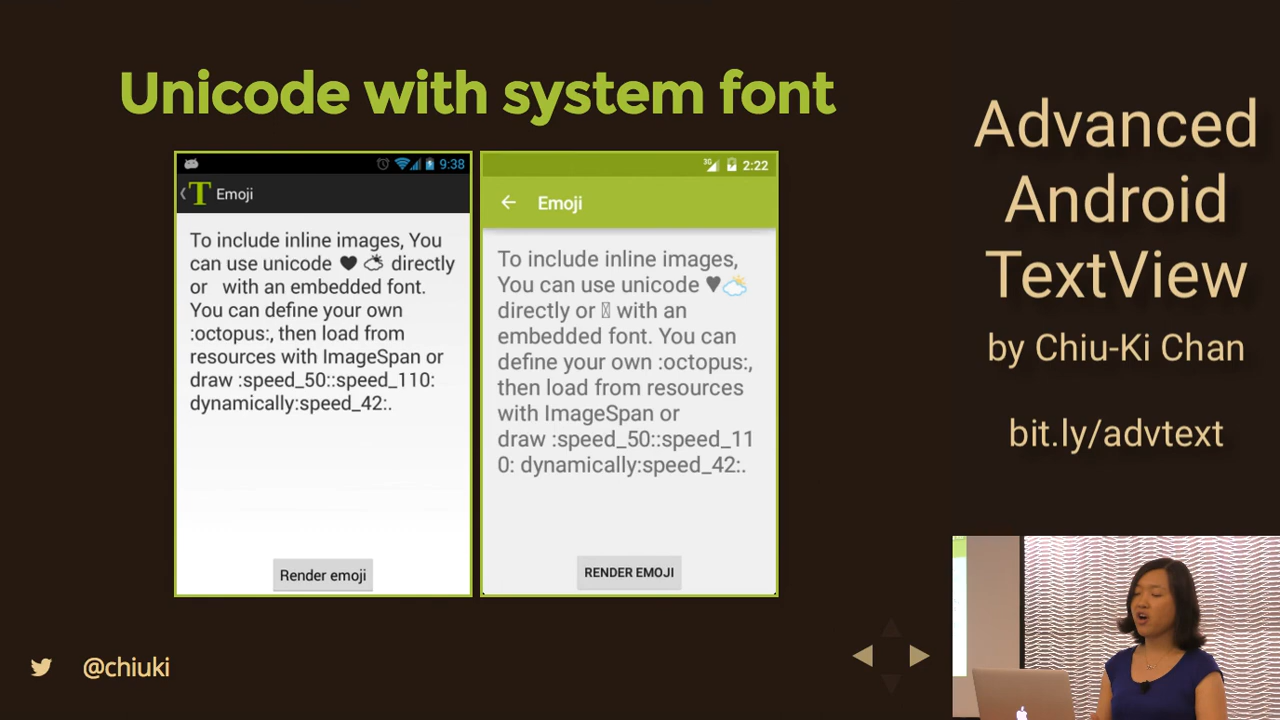 Unicode with system font
9:38
Emoji
To include inline images, You
can use unicode ♥ ⛅ directly
or with an embedded font.
You can define your own
:octopus:, then load from
resources with ImageSpan or
draw :speed_50::speed_110:
dynamically:speed_42:.
Render emoji
3G 2:22
Emoji
To include inline images,
You can use unicode ♥⛅
directly or with an
embedded font. You can
define your own :octopus:,
then load from resources
with ImageSpan or
draw :speed_50::speed_11
0: dynamically:speed_42:.
RENDER EMOJI
@chiuki
Advanced
Android
TextView
by Chiu-Ki Chan
bit.ly/advtext